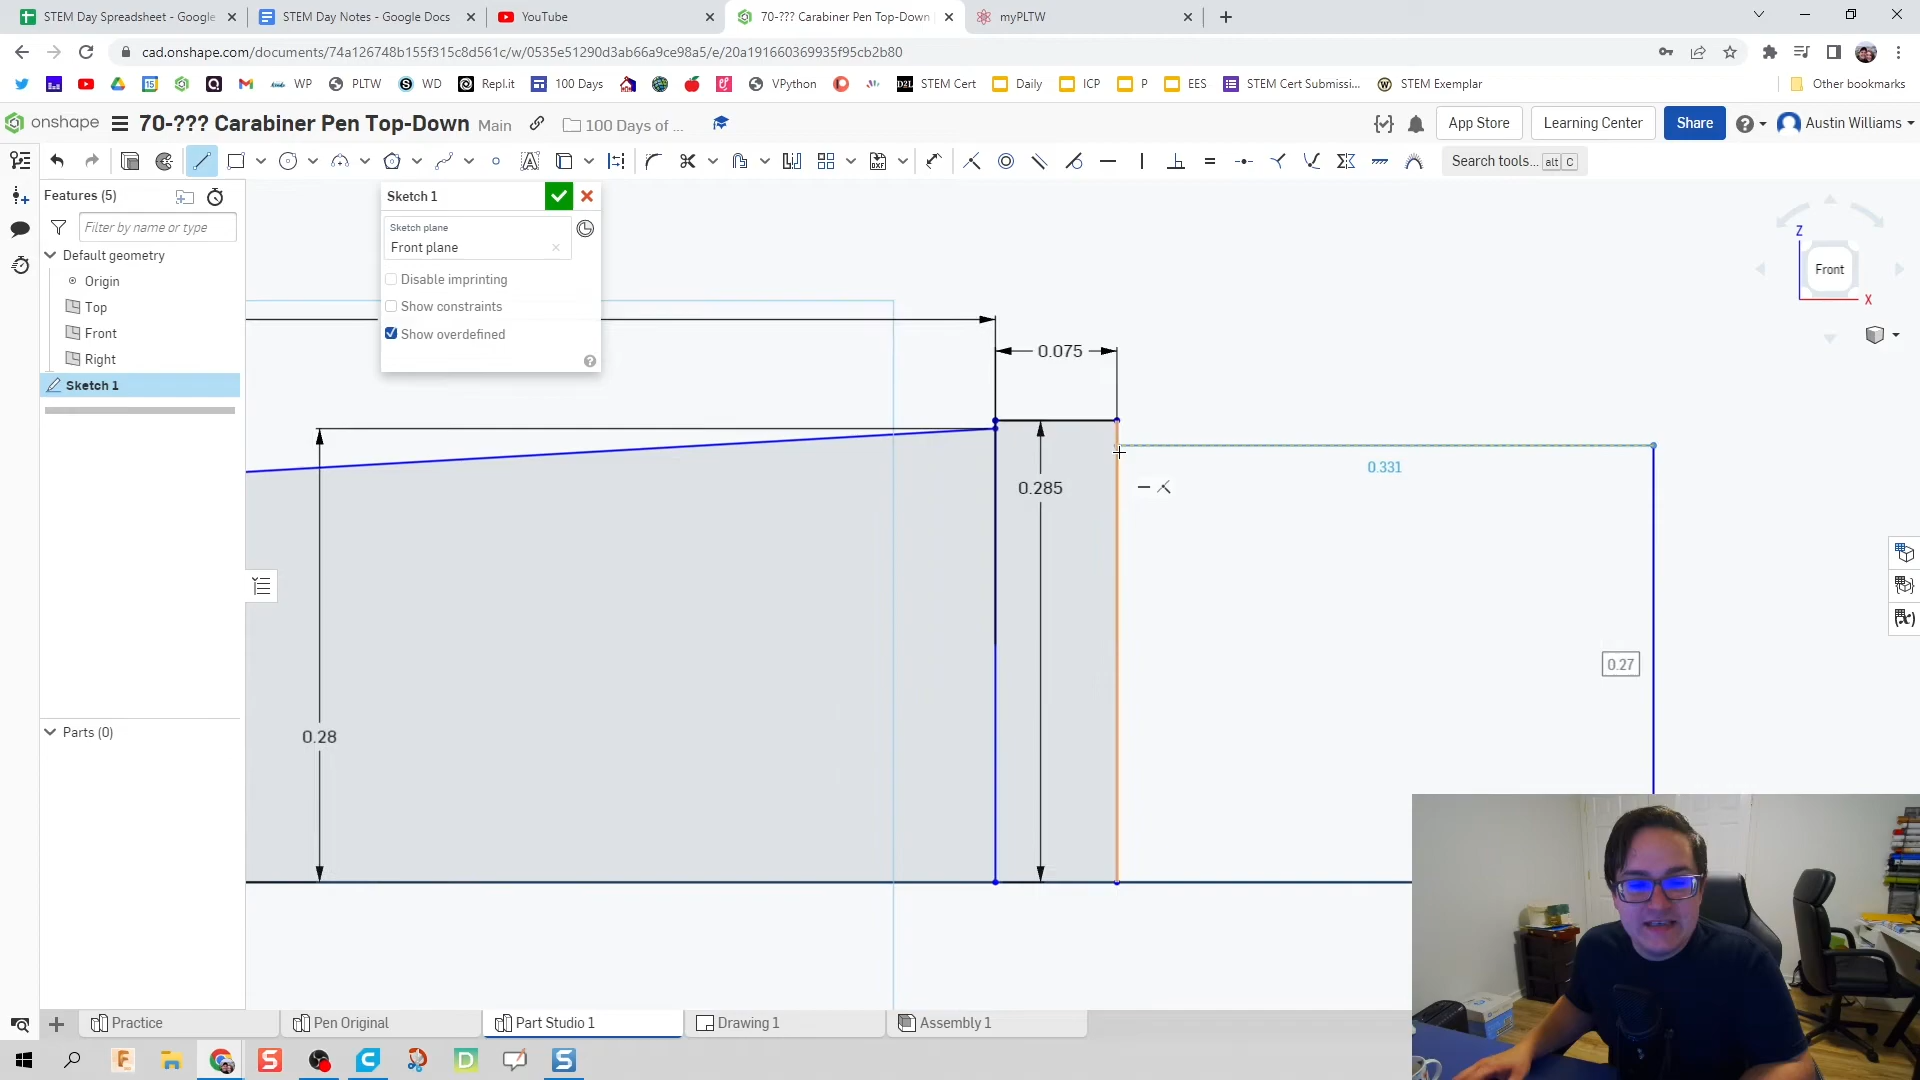 STEM Day Spreadsheet - Google
STEM Day Notes - Google Docs
YouTube
70-??? Carabiner Pen Top-Down
myPLTW
cad.onshape.com/documents/74a126748b155f315c8d561c/w/0535e51290d3ab66a9ce98a5/e/20a191660369935f95cb2b80
WP
PLTW
WD
Repl.it
100 Days
VPython
STEM Cert
Daily
ICP
P
EES
STEM Cert Submissi...
STEM Exemplar
Other bookmarks
onshape
70-??? Carabiner Pen Top-Down
Main
100 Days of ...
App Store
Learning Center
Share
Austin Williams
Search tools...
alt C
Features (5)
Filter by name or type
Default geometry
Origin
Top
Front
Right
Sketch 1
Parts (0)
Sketch 1
Sketch plane
Front plane
Disable imprinting
Show constraints
Show overdefined
Z
Front
X
0.075
0.285
0.331
0.27
0.28
Practice
Pen Original
Part Studio 1
Drawing 1
Assembly 1